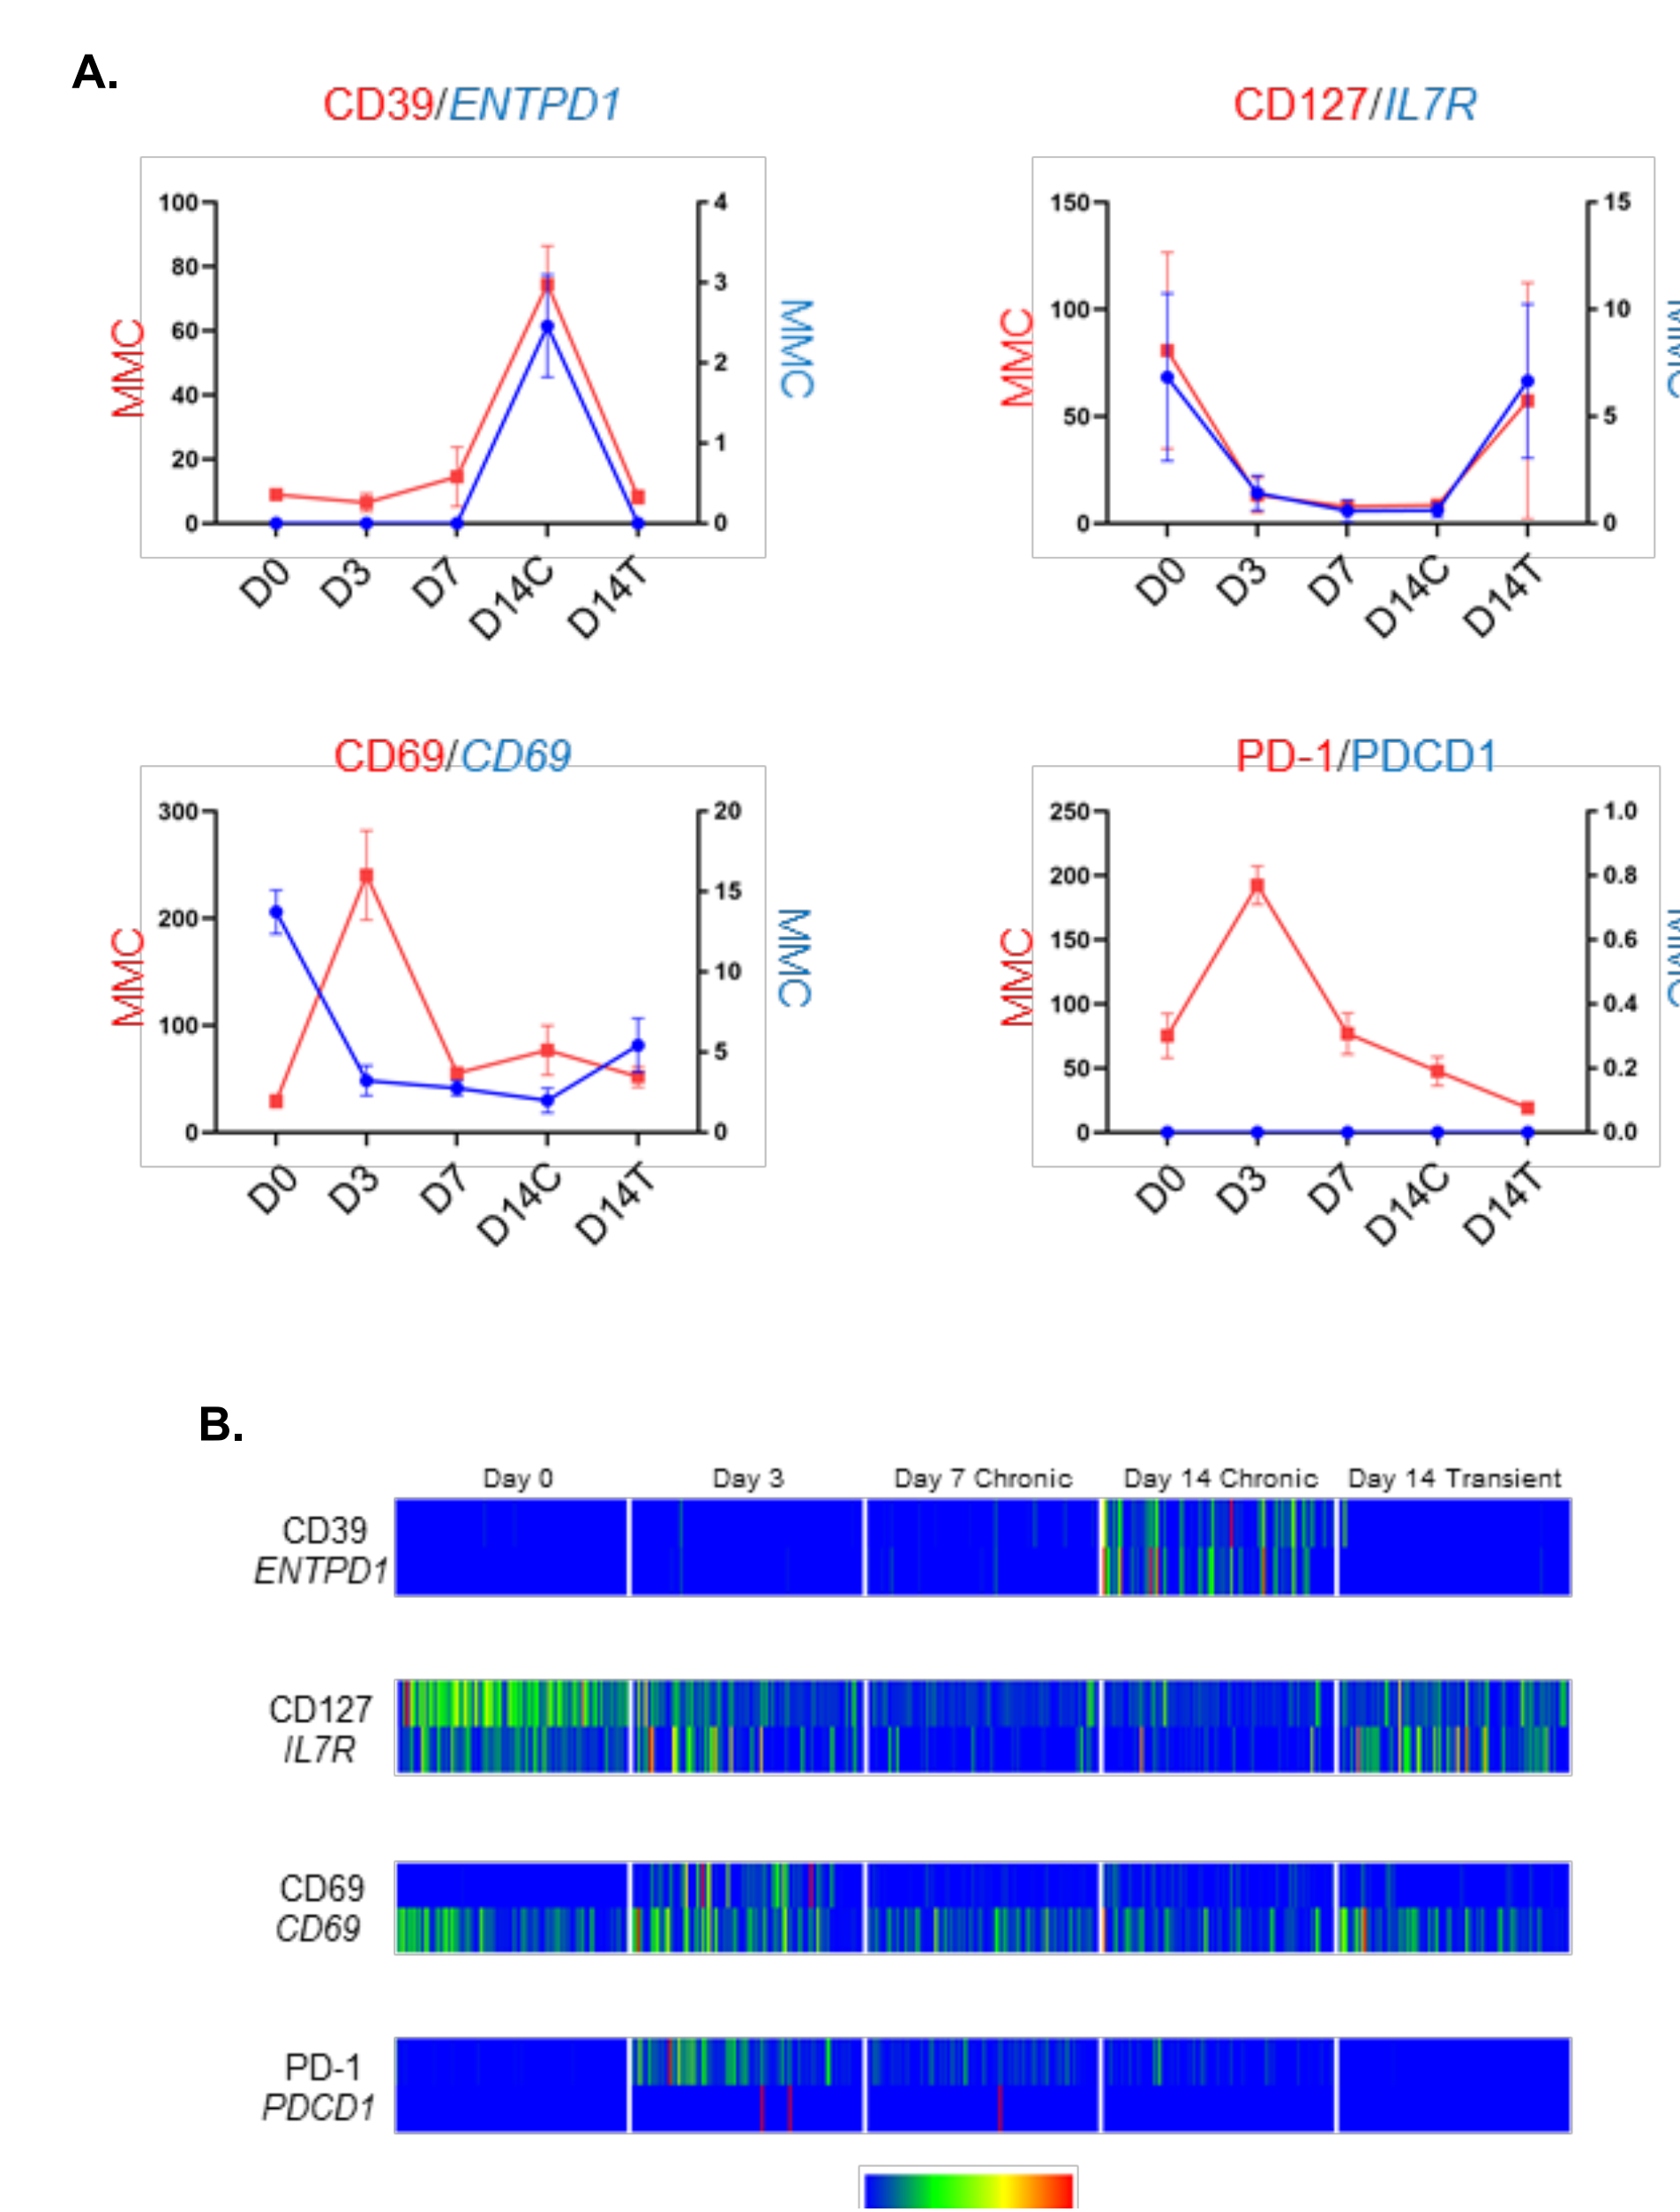 A.
CD39/ENTPD1
CD127/IL7R
100
80
60
40
20
0
4
3
2
1
0
MMC
MMC
D0
D3
D7
D14C
D14T
150
100
50
0
15
10
5
0
MMC
MMC
D0
D3
D7
D14C
D14T
CD69/CD69
PD-1/PDCD1
300
200
100
0
20
15
10
5
0
MMC
MMC
D0
D3
D7
D14C
D14T
250
200
150
100
50
0
1.0
0.8
0.6
0.4
0.2
0.0
MMC
MMC
D0
D3
D7
D14C
D14T
B.
Day 0
Day 3
Day 7 Chronic
Day 14 Chronic
Day 14 Transient
CD39
ENTPD1
CD127
IL7R
CD69
CD69
PD-1
PDCD1